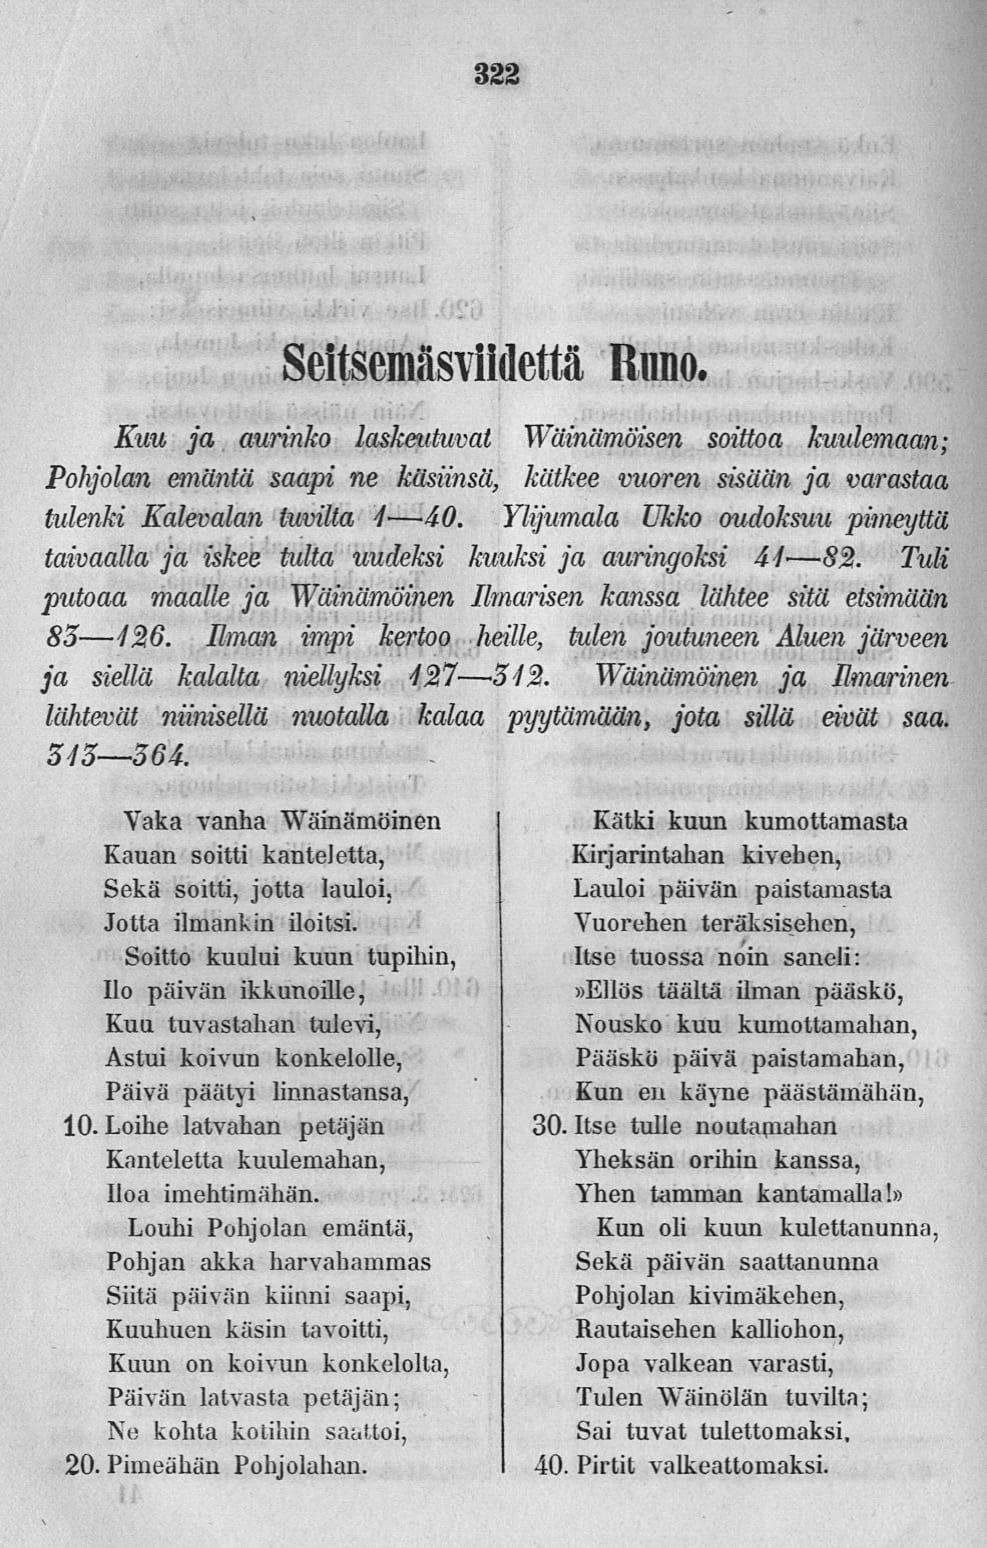 322
Seitsemäsviidettä Runo.
Kuu ja aurinko laskeutuvat Wäinämöisen soittoa kuulemaan;
Pohjolan emäntä saapi ne käsiinsä, kätkee vuoren sisään ja varastaa
tulenki Kalevalan tuvilta 1—40. Ylijumala Ukko oudoksuu pimeyttä
taivaalla ja iskee tulta uudeksi kuuksi ja auringoksi 41—82. Tuli
putoaa maalle ja Wäinämöinen Ilmarisen kanssa lähtee sitä etsimään
83—126. Ilman impi kertoo heille, tulen joutuneen Aluen järveen
ja siellä kalalta niellyksi 127—312. Wäinämöinen ja Ilmarinen
lähtevät niinisellä nuotalla kalaa pyytämään, jota sillä eivät saa.
313—364.
Vaka vanha Wäinämöinen
Kauan soitti kanteletta,
Sekä soitti, jotta lauloi,
Jotta ilmankin iloitsi.
Soitto kuului kuun tupihin,
Ilo päivän ikkunoille,
Kuu tuvastahan tulevi,
Astui koivun konkelolle,
Päivä päätyi linnastansa,
10. Loihe latvahan petäjän
Kanteletta kuulemahan,
Iloa imehtimähän.
Louhi Pohjolan emäntä,
Pohjan akka harvahammas
Siitä päivän kiinni saapi,
Kuuhuen käsin tavoitti,
Kuun on koivun konkelolta,
Päivän latvasta petäjän;
Ne kohta kotihin saattoi,
20. Pimeähän Pohjolahan.
Kätki kuun kumottamasta
Kirjarintahan kivehen,
Lauloi päivän paistamasta
Vuorehen teräksisehen,
Itse tuossa noin saneli:
»Ellös täältä ilman pääskö,
Nousko kuu kumottamahan,
Pääskö päivä paistamahan,
Kun en käyne päästämähän,
30. Itse tulle noutamahan
Yheksän orihin kanssa,
Yhen tamman kantamalla!»
Kun oli kuun kulettanunna,
Sekä päivän saattanunna
Pohjolan kivimäkehen,
Rautaisehen kalliohon,
Jopa valkean varasti,
Tulen Wäinölän tuvilta;
Sai tuvat tulettomaksi,
40. Pirtit valkeattomaksi.